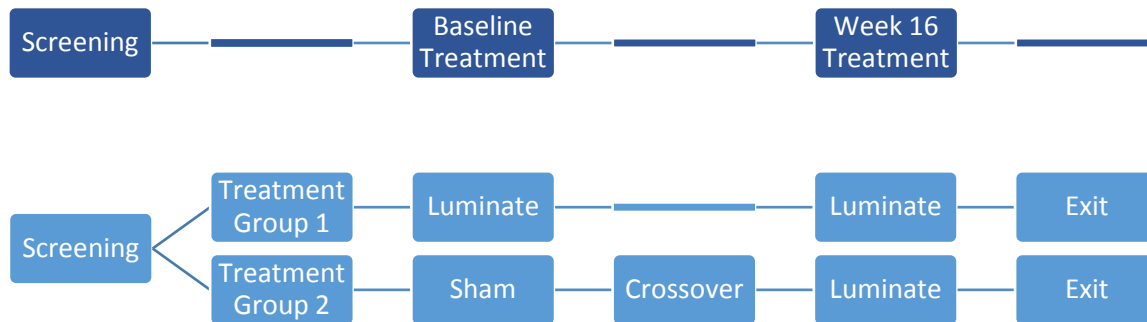 Screening
Baseline
Treatment
Week 16
Treatment
Treatment
Group 1
Luminate
Luminate
Exit
Screening
Treatment
Group 2
Sham
Crossover
Luminate
Exit